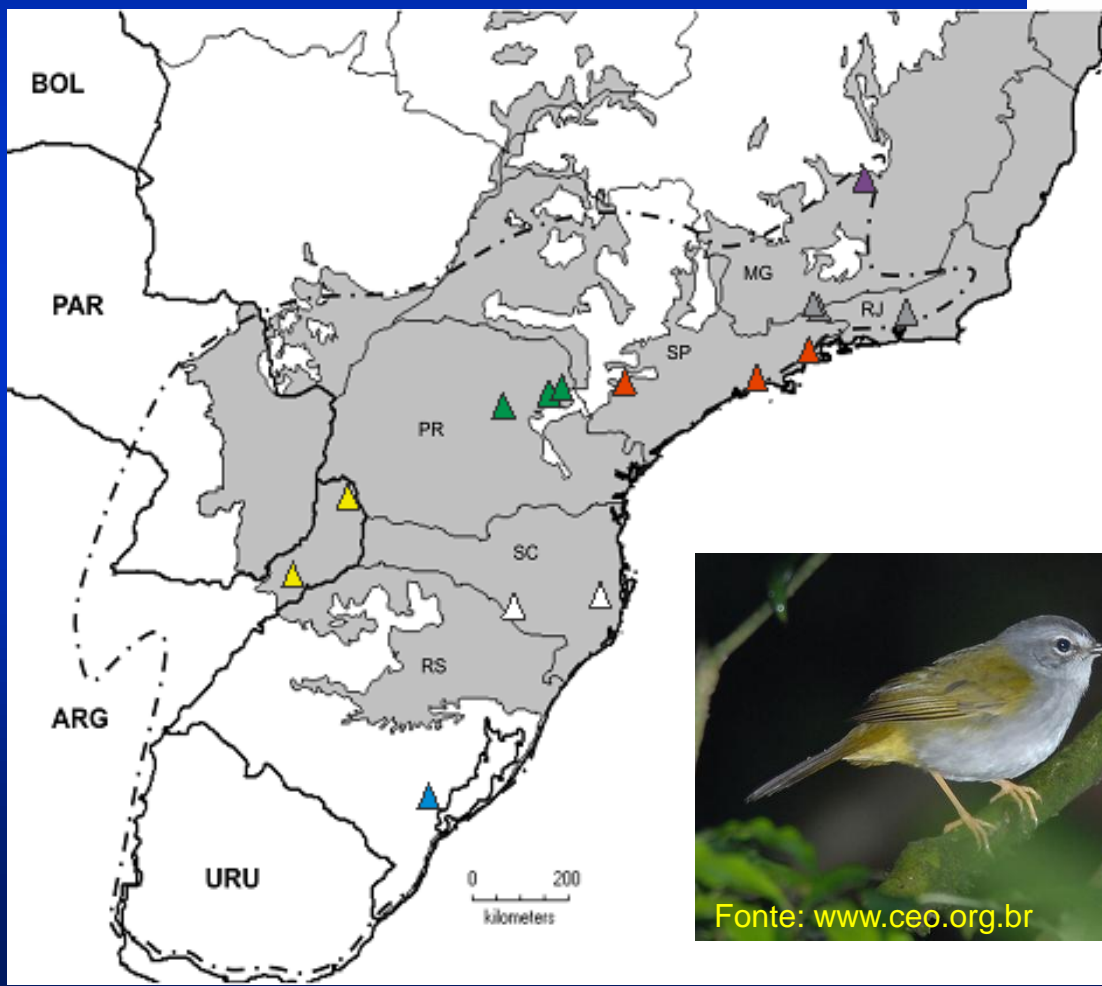 BOL
PAR
MG
RJ
SP
PR
SC
RS
ARG
URU
0 200
kilometers
Fonte: www.ceo.org.br